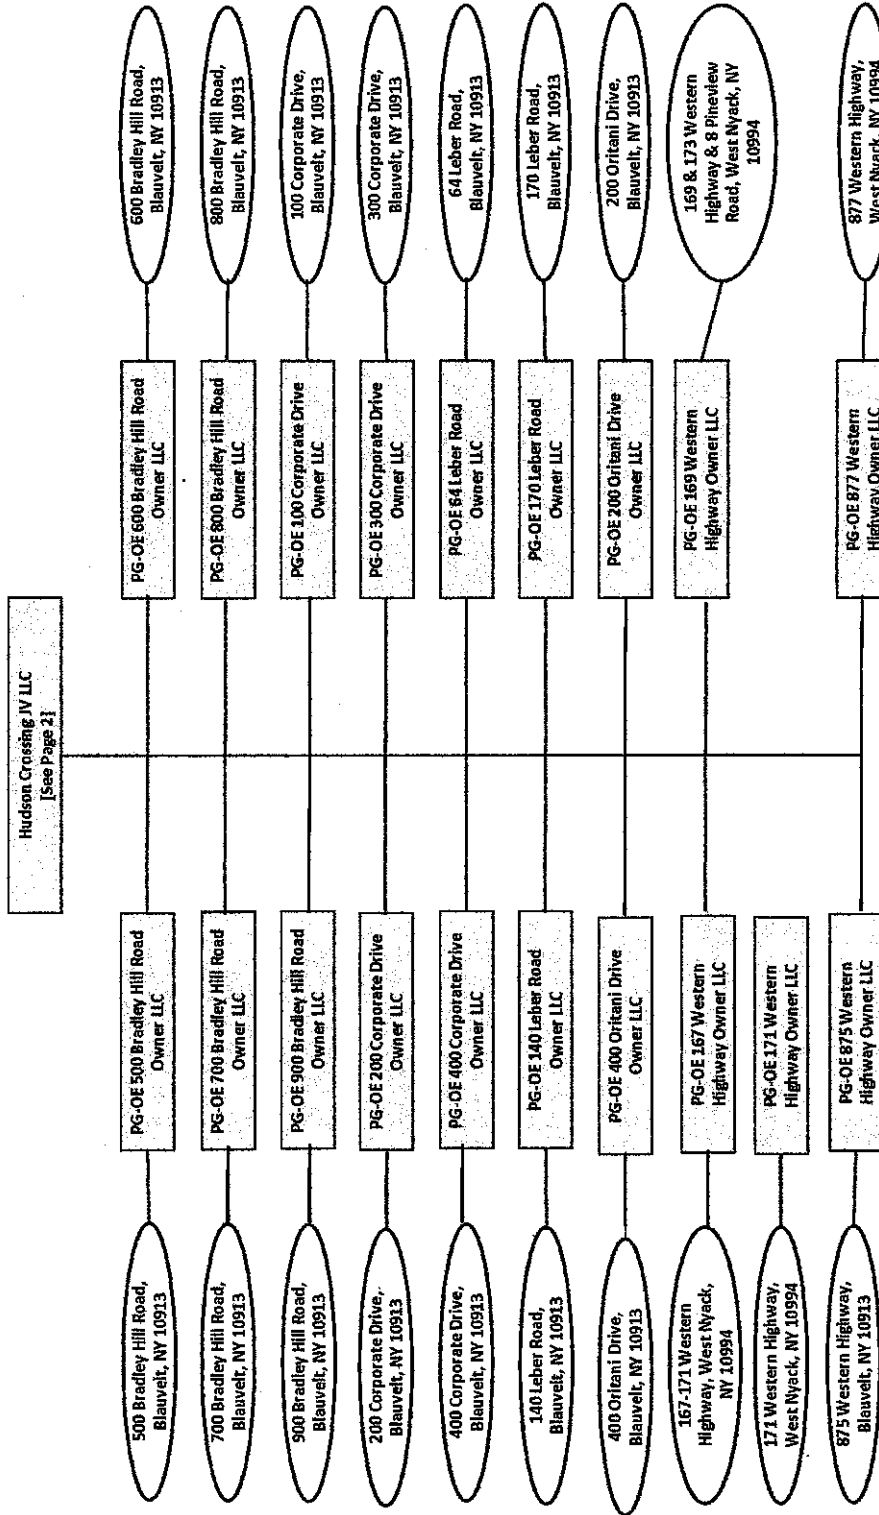 Hudson Crossing JV LLC
[See Page 2]
500 Bradley Hill Road,
Blauvelt, NY 10913
PG-OE 500 Bradley Hill Road
Owner LLC
PG-OE 600 Bradley Hill Road
Owner LLC
600 Bradley Hill Road,
Blauvelt, NY 10913
700 Bradley Hill Road,
Blauvelt, NY 10913
PG-OE 700 Bradley Hill Road
Owner LLC
PG-OE 800 Bradley Hill Road
Owner LLC
800 Bradley Hill Road,
Blauvelt, NY 10913
900 Bradley Hill Road,
Blauvelt, NY 10913
PG-OE 900 Bradley Hill Road
Owner LLC
PG-OE 100 Corporate Drive
Owner LLC
100 Corporate Drive,
Blauvelt, NY 10913
200 Corporate Drive,
Blauvelt, NY 10913
PG-OE 200 Corporate Drive
Owner LLC
PG-OE 300 Corporate Drive
Owner LLC
300 Corporate Drive,
Blauvelt, NY 10913
400 Corporate Drive,
Blauvelt, NY 10913
PG-OE 400 Corporate Drive
Owner LLC
PG-OE 64 Leber Road
Owner LLC
64 Leber Road,
Blauvelt, NY 10913
140 Leber Road,
Blauvelt, NY 10913
PG-OE 140 Leber Road
Owner LLC
PG-OE 170 Leber Road
Owner LLC
170 Leber Road,
Blauvelt, NY 10913
400 Oritani Drive,
Blauvelt, NY 10913
PG-OE 400 Oritani Drive
Owner LLC
PG-OE 200 Oritani Drive
Owner LLC
200 Oritani Drive,
Blauvelt, NY 10913
167-171 Western
Highway, West Nyack,
NY 10994
PG-OE 167 Western
Highway Owner LLC
PG-OE 169 Western
Highway Owner LLC
169 & 173 Western
Highway & 8 Pineview
Road, West Nyack, NY
10994
171 Western Highway,
West Nyack, NY 10994
PG-OE 171 Western
Highway Owner LLC
875 Western Highway,
Blauvelt, NY 10913
PG-OE 875 Western
Highway Owner LLC
PG-OE 877 Western
Highway Owner LLC
877 Western Highway,
West Nyack, NY 10994